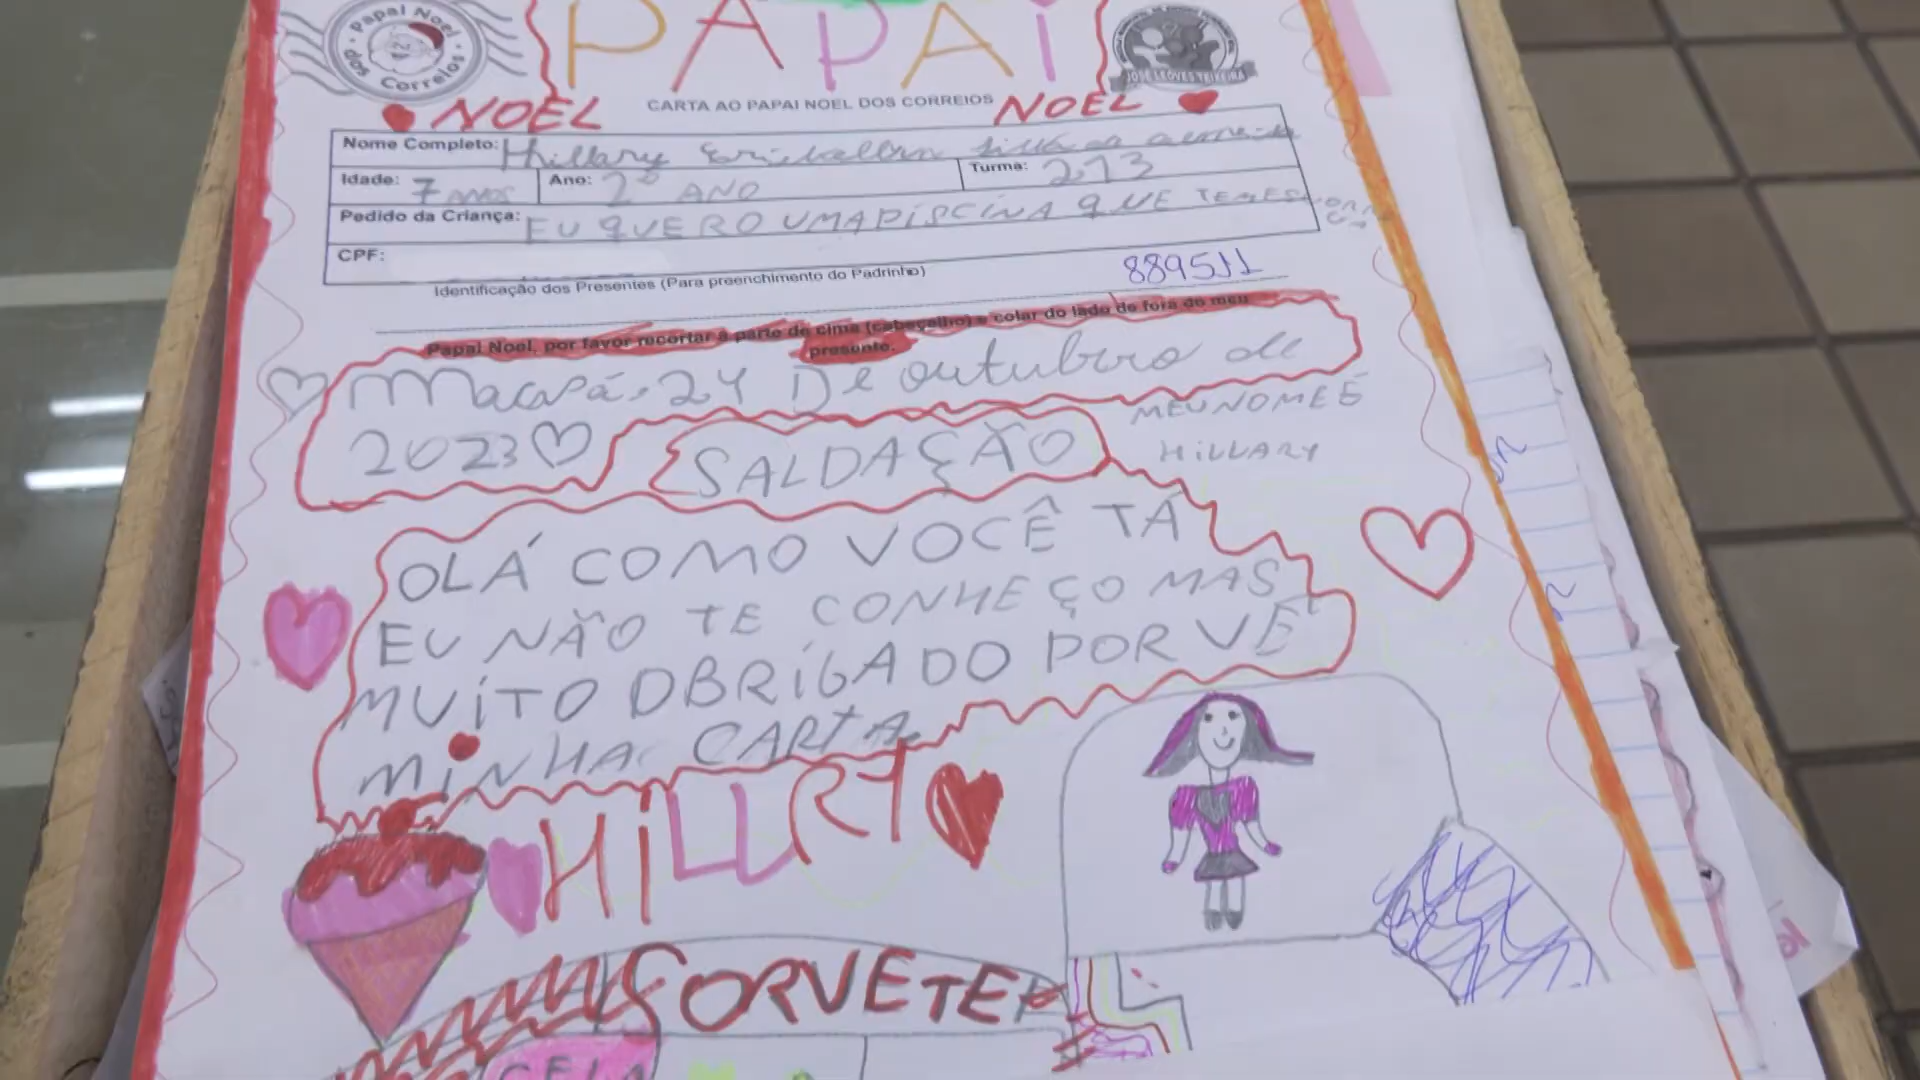 PAPAI
Papai Noel dos Correios
JOSÉ LEOVES TEIXEIRA
NOEL CARTA AO PAPAI NOEL DOS CORREIOS NOEL
Nome Completo: Hillary
Idade: 7 ANOS Ano: 2º ANO Turma: 213
Pedido da Criança: EU QUERO UMA PISCINA QUE
CPF:
Identificação dos Presentes (Para preenchimento do Padrinho) 889511
Papai Noel, por favor recortar a parte de cima (cabeçalho) e colar do lado de fora do meu
presente.
Macapá, 24 De outubro de
2023
SALDAÇÃO
MEU NOME É
HILLARY
OLÁ COMO VOCÊ TÁ
EU NÃO TE CONHEÇO MAS
MUÍTO OBRIGADO POR VÊ
MINHA CARTA
HiLLRY
SORVETE